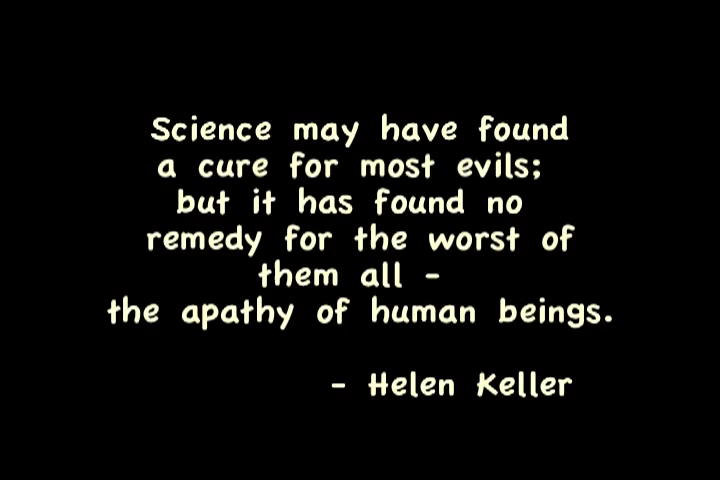 Science may have found
a cure for most evils;
but it has found no
remedy for the worst of
them all -
the apathy of human beings.
- Helen Keller